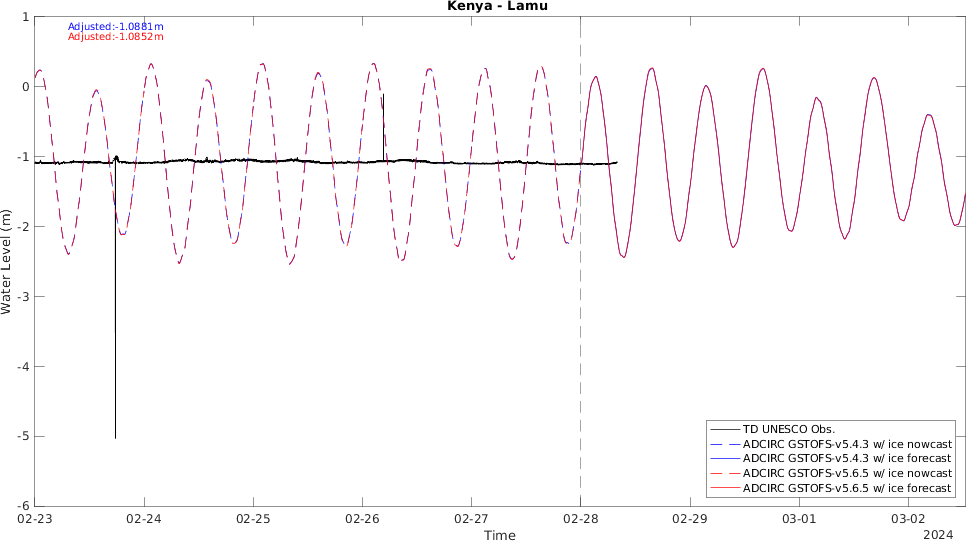 Kenya - Lamu
Adjusted:-1.0881m
Adjusted:-1.0852m
Water Level (m)
1
0
-1
-2
-3
-4
-5
-6
TD UNESCO Obs.
ADCIRC GSTOFS-v5.4.3 w/ ice nowcast
ADCIRC GSTOFS-v5.4.3 w/ ice forecast
ADCIRC GSTOFS-v5.6.5 w/ ice nowcast
ADCIRC GSTOFS-v5.6.5 w/ ice forecast
02-23 02-24 02-25 02-26 02-27 02-28 02-29 03-01 03-02
Time
2024